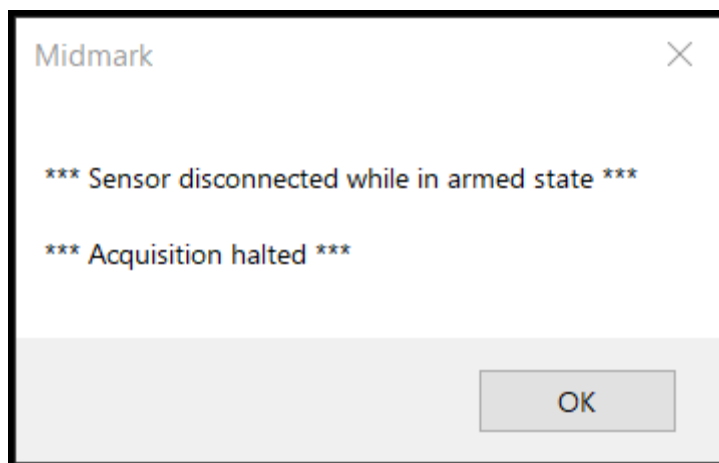 Midmark
*** Sensor disconnected while in armed state ***
*** Acquisition halted ***
OK